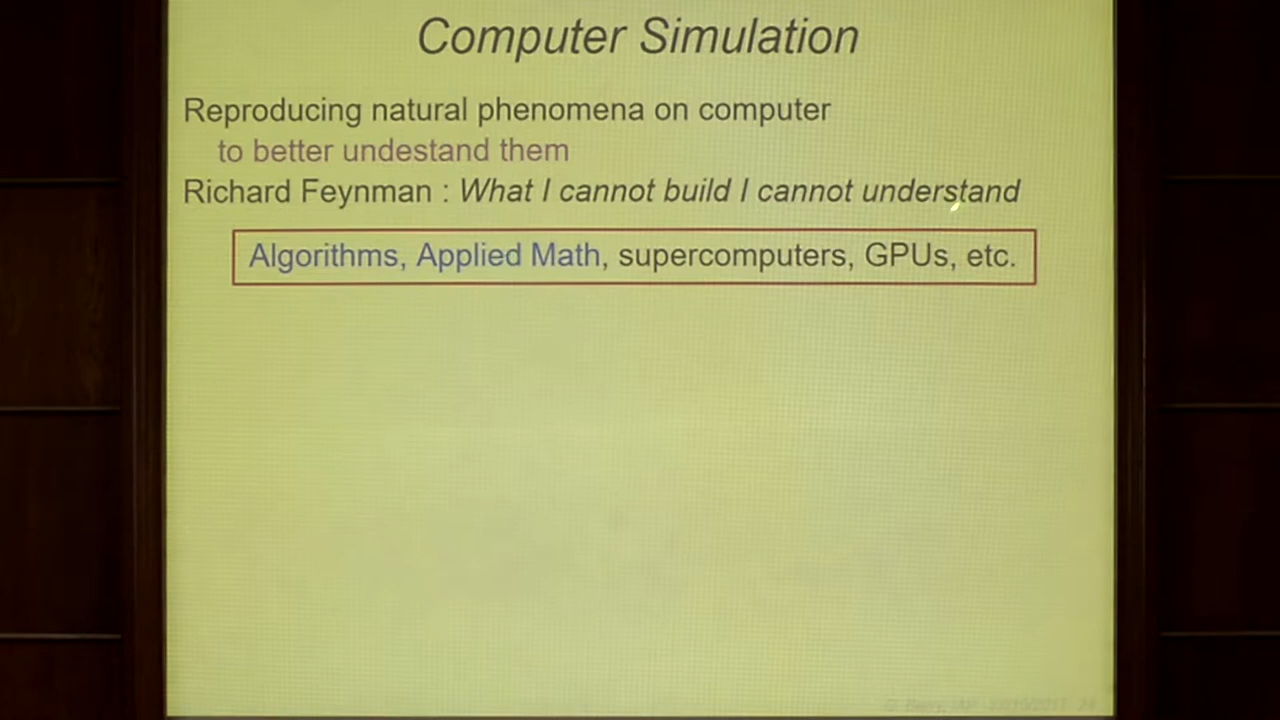 Computer Simulation
Reproducing natural phenomena on computer
to better undestand them
Richard Feynman : What I cannot build I cannot understand
Algorithms, Applied Math, supercomputers, GPUs, etc.